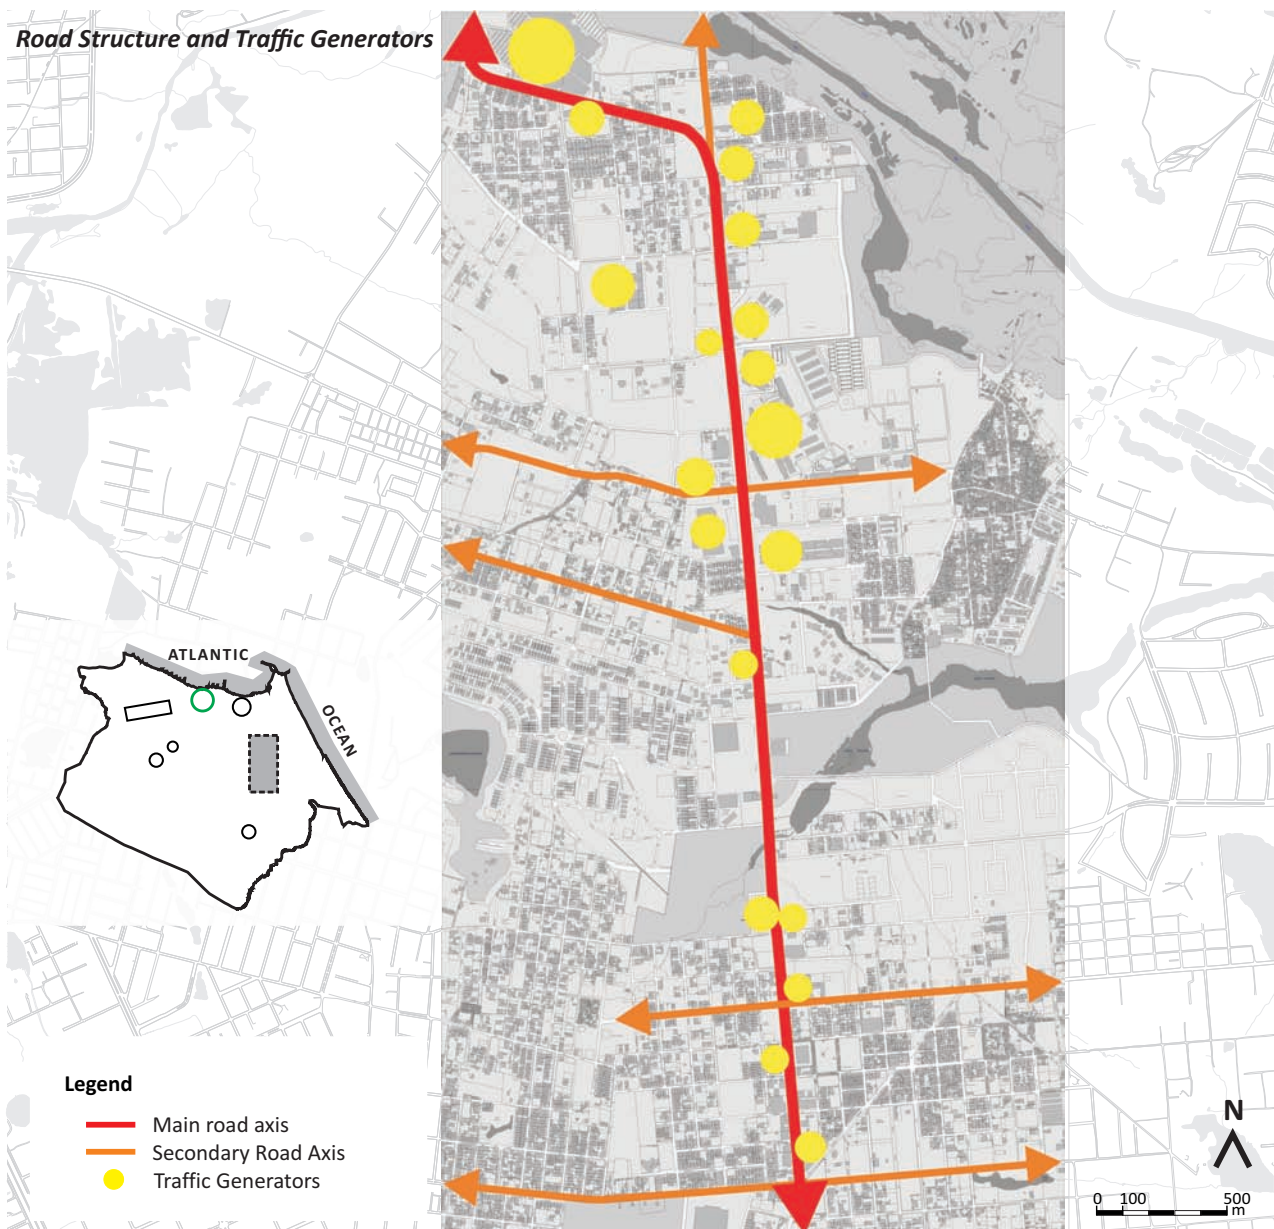 Road Structure and Traffic Generators
ATLANTIC
OCEAN
Legend
Main road axis
Secondary Road Axis
Traffic Generators
N
0 100 500
m